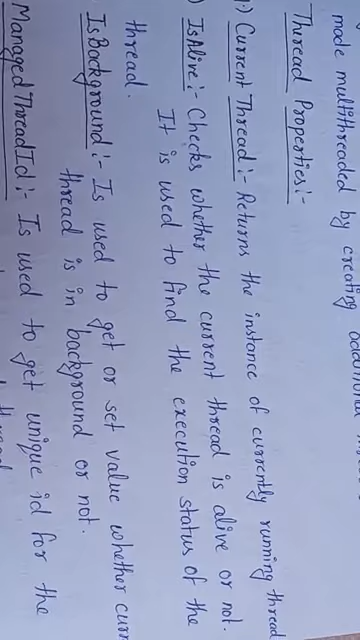 mode multithreaded by creating
Thread Properties:-
Current Thread:- Returns the instance of currently running thread
IsAlive:- Checks whether the current thread is alive or not.
It is used to find the execution status of the
thread.
IsBackground:- Is used to get or set value whether curr
thread is in background or not.
ManagedThreadId:- Is used to get unique id for the